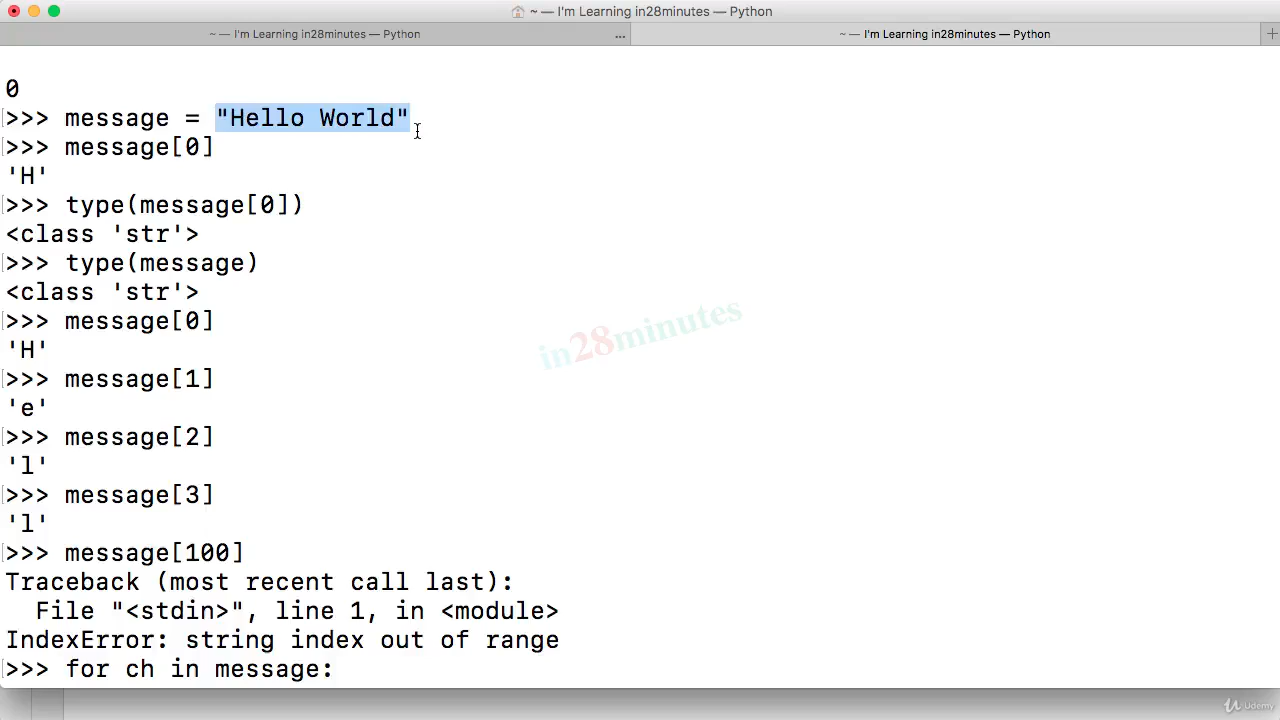 ~ — I'm Learning in28minutes — Python
~ — I'm Learning in28minutes — Python ... ~ — I'm Learning in28minutes — Python +
0
>>> message = "Hello World"
>>> message[0]
'H'
>>> type(message[0])
<class 'str'>
>>> type(message)
<class 'str'>
>>> message[0]
'H'
>>> message[1]
'e'
>>> message[2]
'l'
>>> message[3]
'l'
>>> message[100]
Traceback (most recent call last):
  File "<stdin>", line 1, in <module>
IndexError: string index out of range
>>> for ch in message:
in28minutes
Udemy